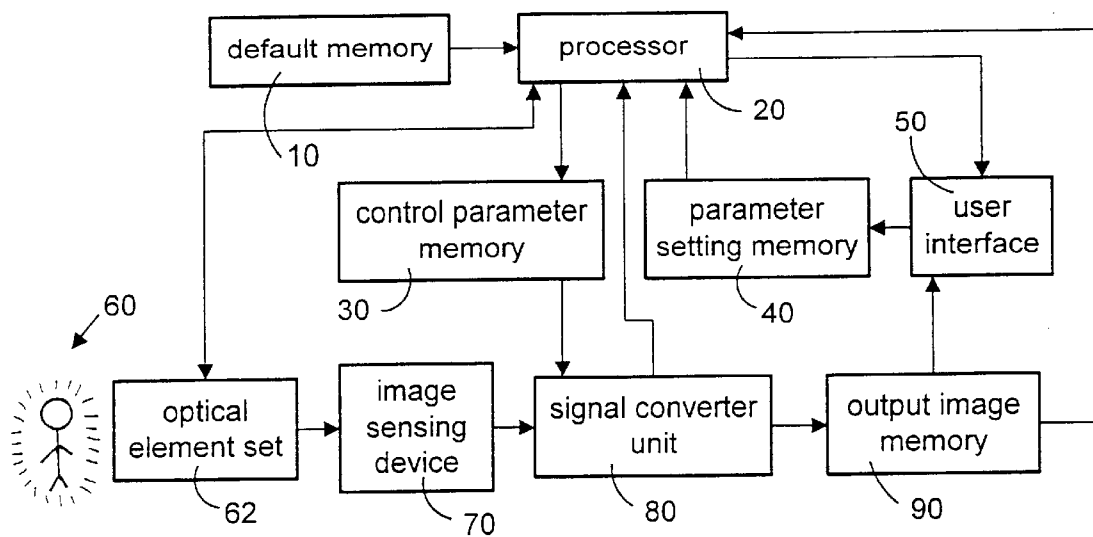 default memory
processor
10
20
50
control parameter
memory
parameter
setting memory
user
interface
30
40
60
optical
element set
image
sensing
device
signal converter
unit
output image
memory
62
70
80
90